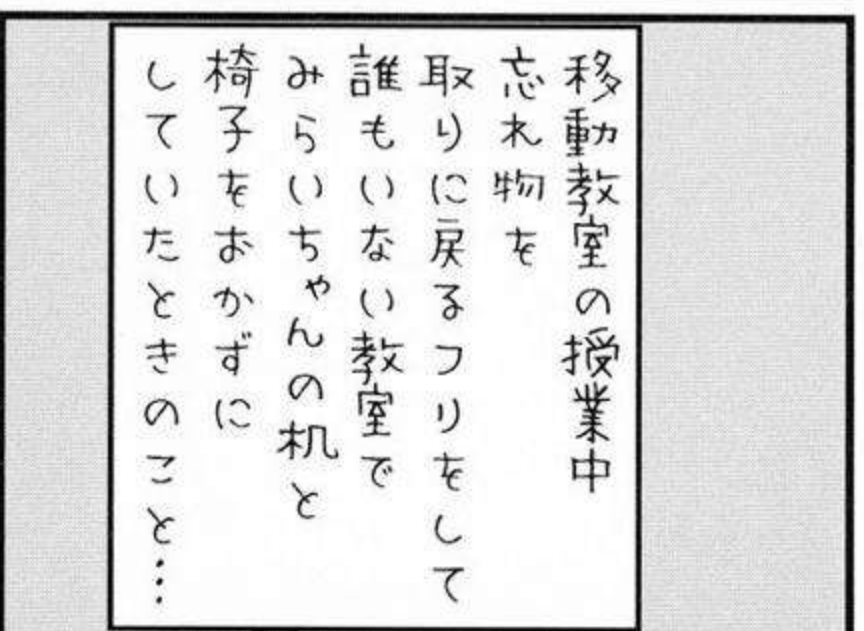 移動教室の授業中
忘れ物を
取りに戻るフリをして
誰もいない教室で
みらいちゃんの机と
椅子をおかずに
していたときのこと…